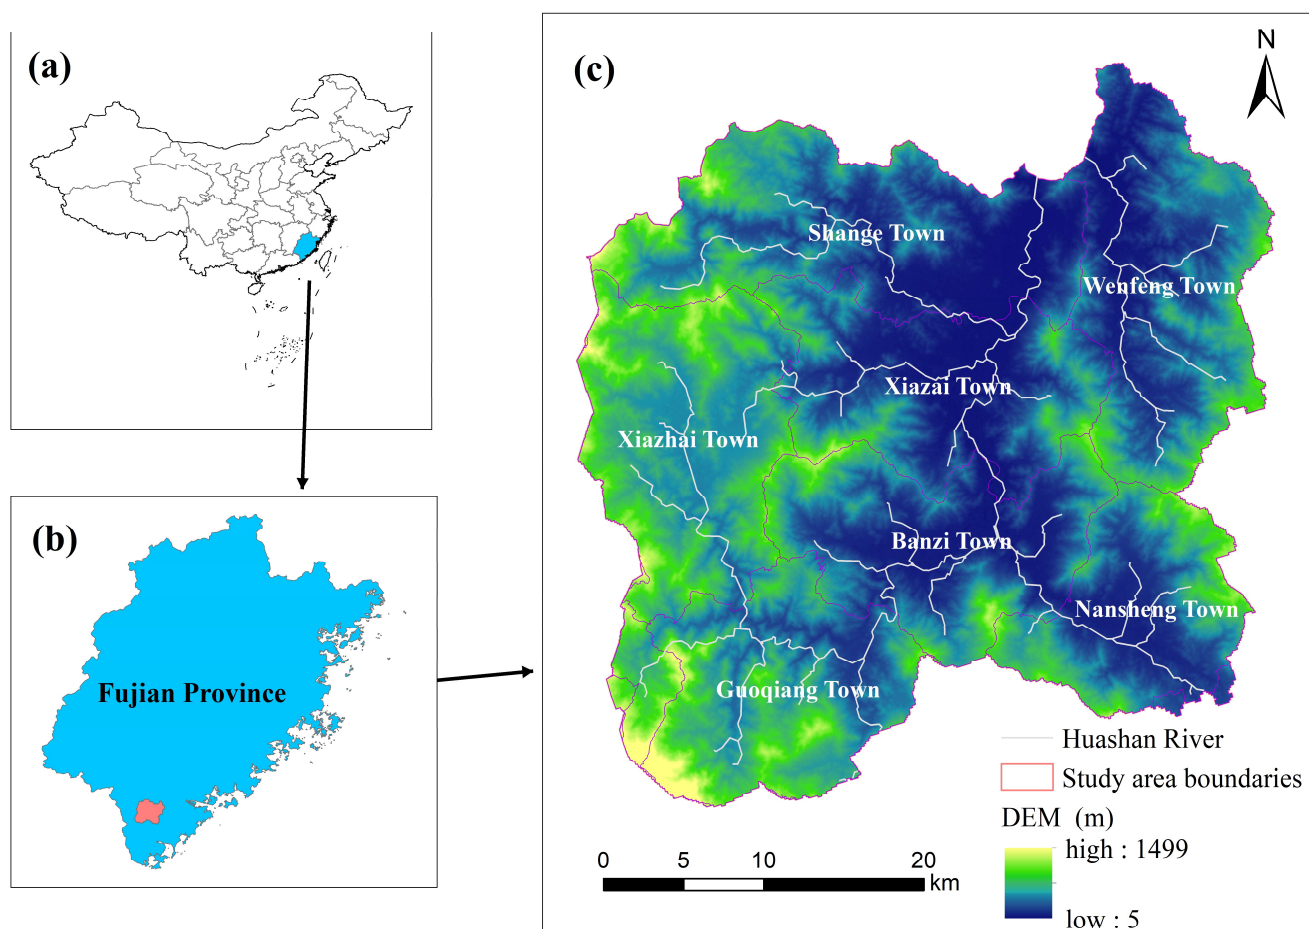 (a)
(b)
Fujian Province
(c)
N
Shange Town
Wenfeng Town
Xiazai Town
Xiazhai Town
Banzi Town
Nansheng Town
Guoqiang Town
Huashan River
Study area boundaries
DEM (m)
high : 1499
low : 5
0 5 10 20
km